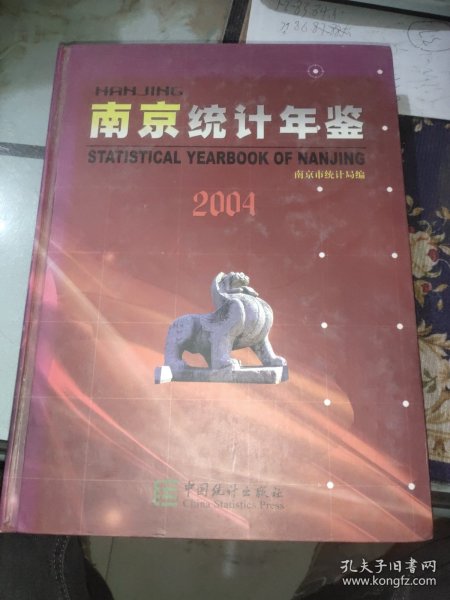 NANJING
南京统计年鉴
STATISTICAL YEARBOOK OF NANJING
南京市统计局编
2004
中国统计出版社
China Statistics Press
孔夫子旧书网
www.kongfz.com